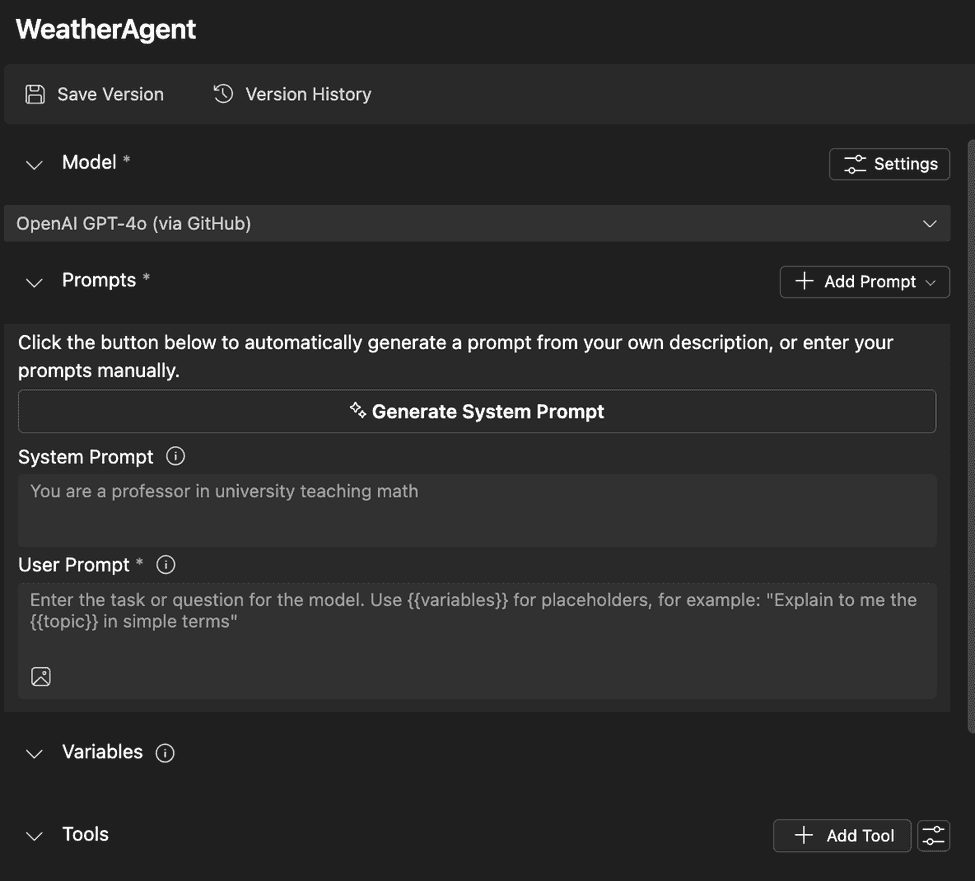 WeatherAgent
Save Version
Version History
Model *
Settings
OpenAI GPT-4o (via GitHub)
Prompts *
Add Prompt
Click the button below to automatically generate a prompt from your own description, or enter your
prompts manually.
Generate System Prompt
System Prompt
You are a professor in university teaching math
User Prompt *
Enter the task or question for the model. Use {{variables}} for placeholders, for example: "Explain to me the
{{topic}} in simple terms"
Variables
Tools
Add Tool